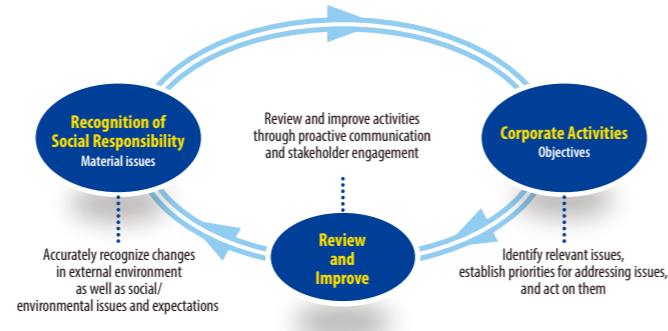 Recognition of
Social Responsibility
Material issues
Review and improve activities
through proactive communication
and stakeholder engagement
Corporate Activities
Objectives
Accurately recognize changes
in external environment
as well as social/
environmental issues and expectations
Review
and
Improve
Identify relevant issues,
establish priorities for addressing issues,
and act on them